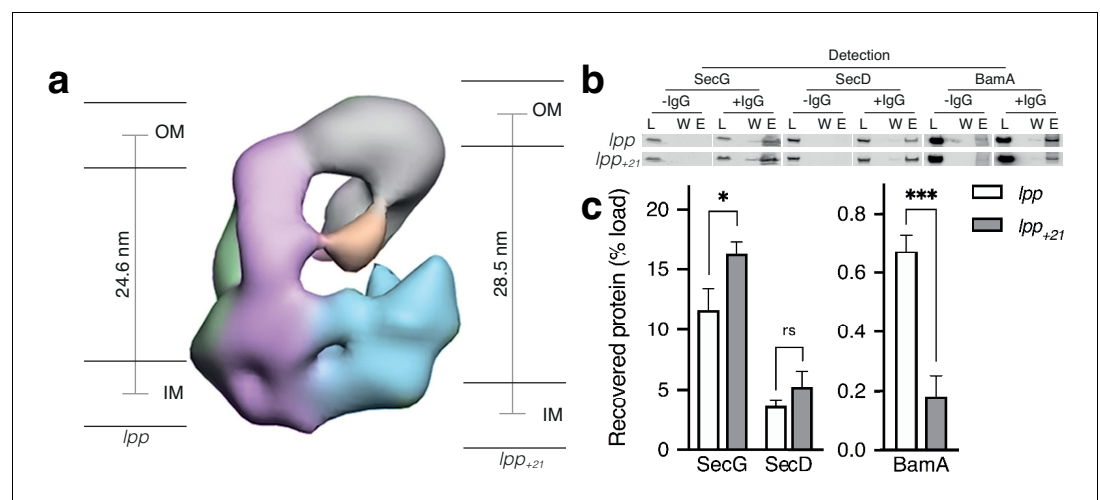 a
OM
24.6 nm
IM
lpp
OM
28.5 nm
IM
lpp+21
b
Detection
SecG SecD BamA
-IgG +IgG -IgG +IgG -IgG +IgG
L W E L W E L W E L W E L W E L W E
lpp
lpp+21
c
Recovered protein (% load)
20
15
10
5
0
*
rs
SecG SecD
0.8
0.6
0.4
0.2
0.0
***
BamA
lpp
lpp+21